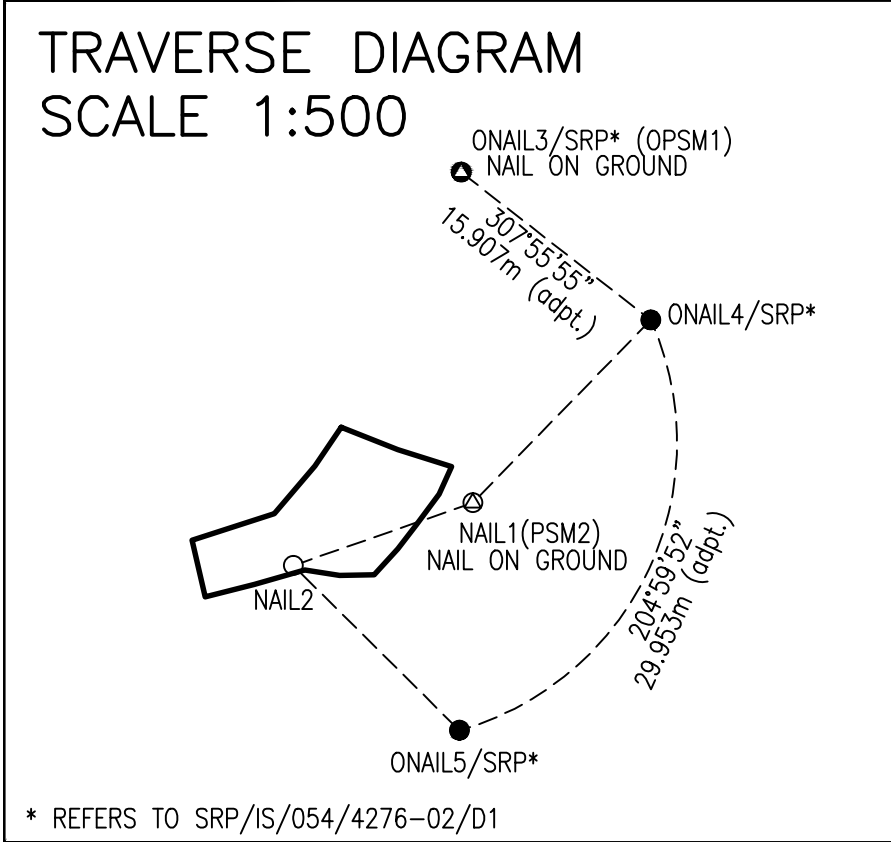 TRAVERSE DIAGRAM
SCALE 1:500
ONAIL3/SRP* (OPSM1)
NAIL ON GROUND
307°55'55"
15.907m (adpt.)
ONAIL4/SRP*
NAIL1(PSM2)
NAIL ON GROUND
NAIL2
204°59'52"
29.953m (adpt.)
ONAIL5/SRP*
* REFERS TO SRP/IS/054/4276-02/D1